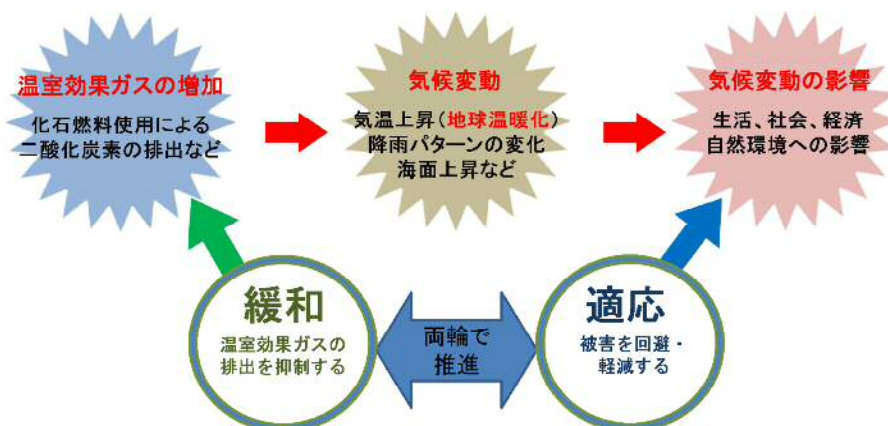 温室効果ガスの増加
化石燃料使用による
二酸化炭素の排出など
気候変動
気温上昇(地球温暖化)
降雨パターンの変化
海面上昇など
気候変動の影響
生活、社会、経済
自然環境への影響
緩和
温室効果ガスの
排出を抑制する
両輪で
推進
適応
被害を回避・
軽減する